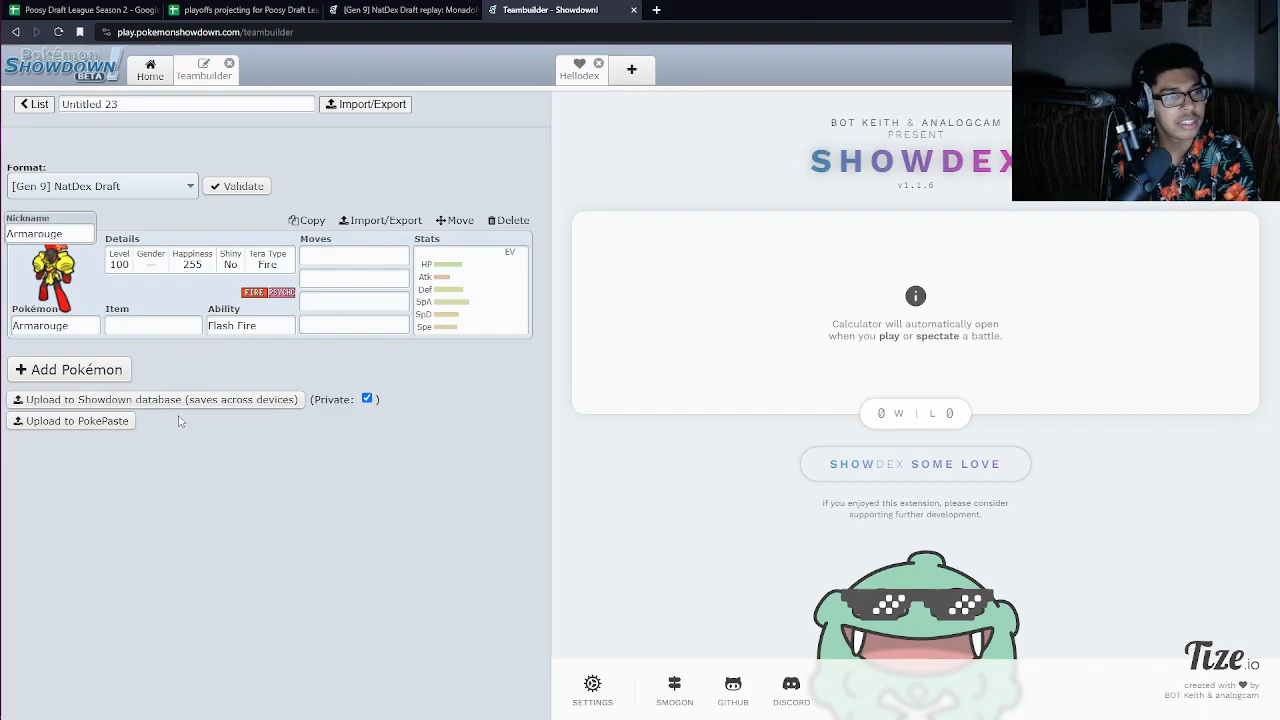 Poosy Draft League Season 2 - Google
playoffs projecting for Poosy Draft Lea
[Gen 9] NatDex Draft replay: Monado
Teambuilder - Showdown!
play.pokemonshowdown.com/teambuilder
Pokémon
SHOWDOWN!
BETA
Home
Teambuilder
Hellodex
List
Untitled 23
Import/Export
Format:
[Gen 9] NatDex Draft
Validate
Nickname
Armarouge
Copy
Import/Export
Move
Delete
Details
Moves
Stats
Level Gender Happiness Shiny Tera Type
100 — 255 No Fire
EV
HP
Atk
Def
SpA
SpD
Spe
FIRE PSYCHC
Pokémon
Item
Ability
Armarouge
Flash Fire
Add Pokémon
Upload to Showdown database (saves across devices)
(Private: )
Upload to PokePaste
BOT KEITH & ANALOGCAM
PRESENT
SHOWDEX
v1.1.6
Calculator will automatically open
when you play or spectate a battle.
0 W | L 0
SHOWDEX SOME LOVE
If you enjoyed this extension, please consider
supporting further development.
SETTINGS
SMOGON
GITHUB
DISCORD
Tize.io
created with ♥ by
BOT Keith & analogcam